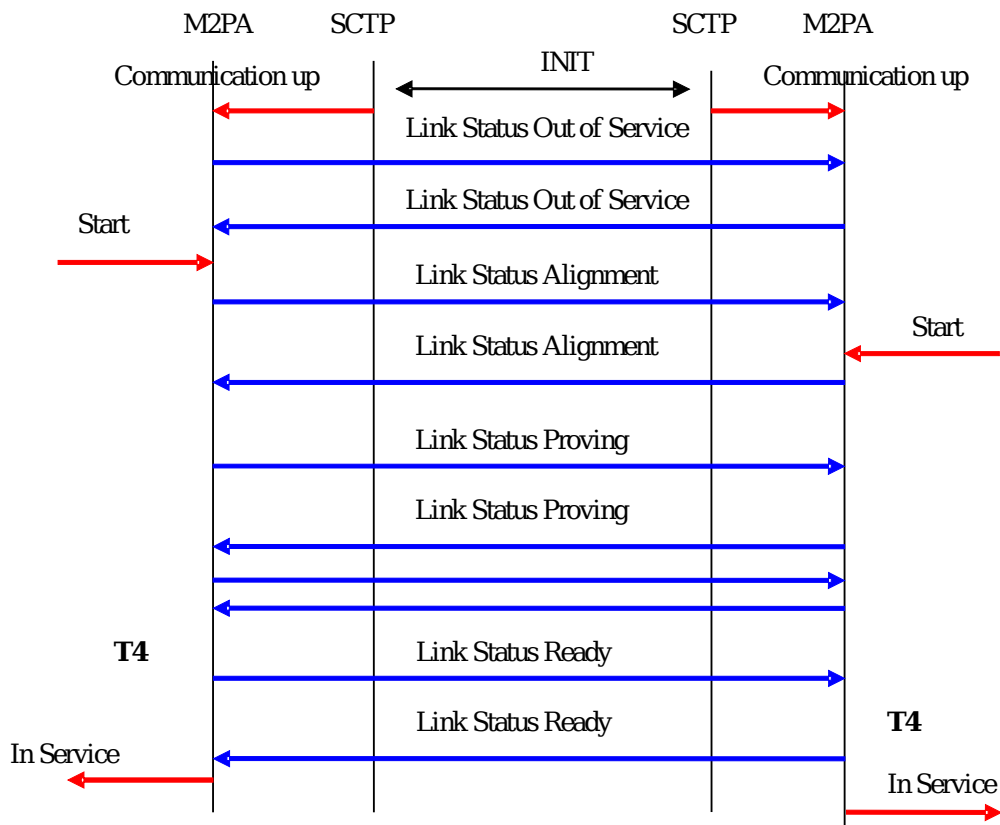 M2PA SCTP SCTP M2PA
INIT
Communication up Communication up
Link Status Out of Service
Link Status Out of Service
Start
Link Status Alignment
Start
Link Status Alignment
Link Status Proving
Link Status Proving
T4 Link Status Ready
Link Status Ready T4
In Service
In Service